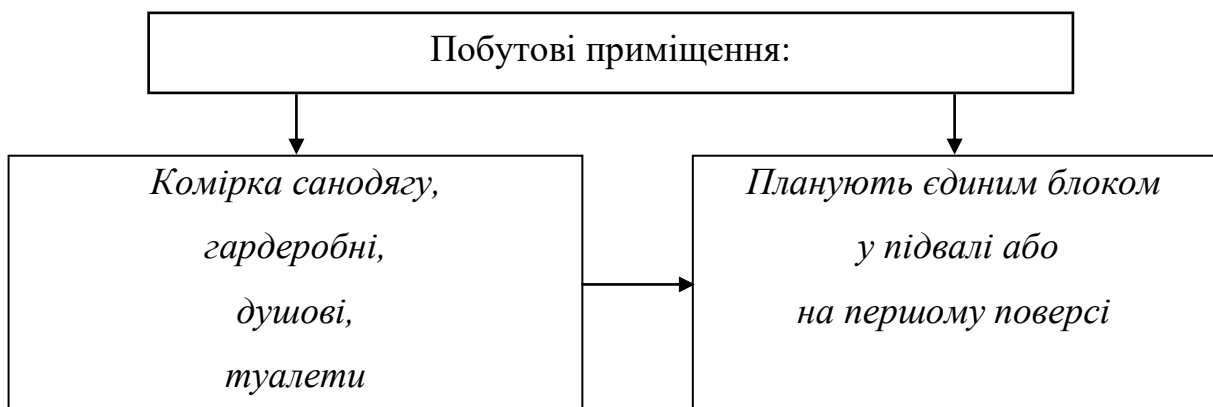 Побутові приміщення:
Комірка санодягу,
гардеробні,
душові,
туалети
Планують єдиним блоком
у підвалі або
на першому поверсі